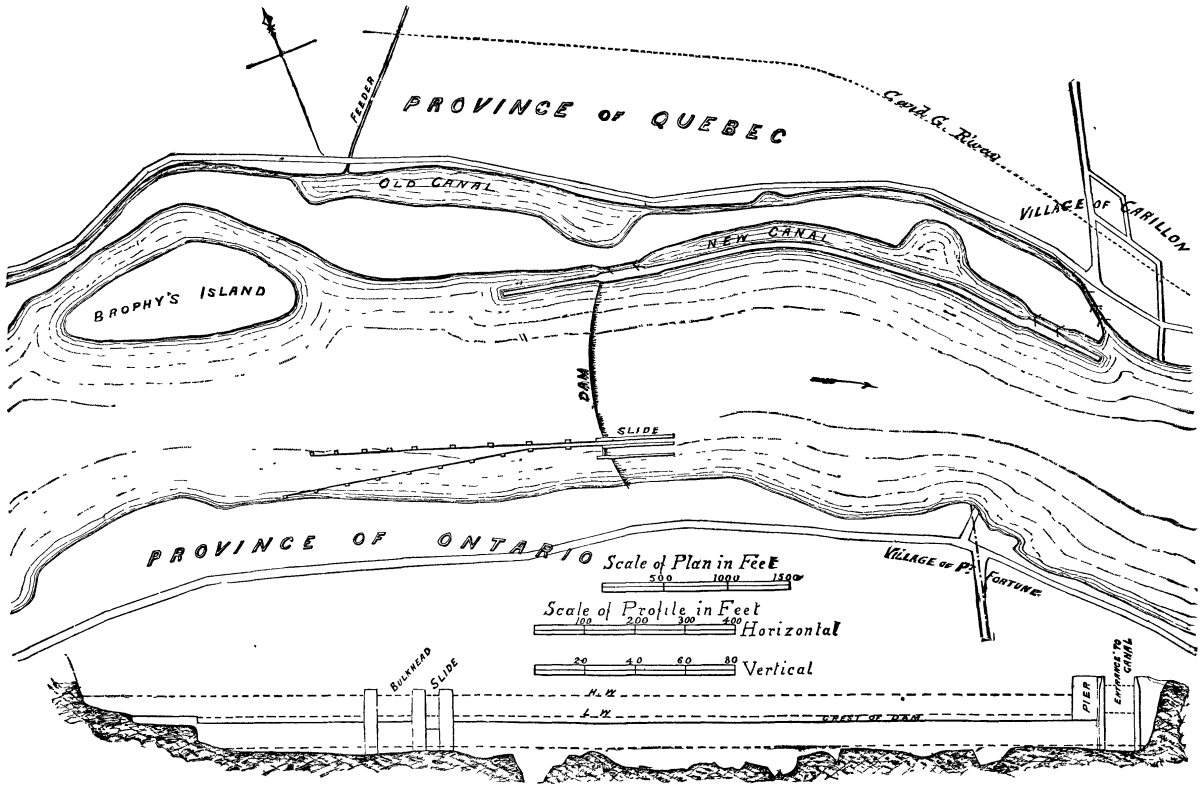 FEEDER
PROVINCE OF QUEBEC
Card. G. R'way
OLD CANAL
VILLAGE OF CARILLON
NEW CANAL
BROPHY'S ISLAND
DAM
SLIDE
PROVINCE OF ONTARIO
VILLAGE OF PT. FORTUNE
Scale of Plan in Feet
500 1000 1500
Scale of Profile in Feet
100 200 300 400
Horizontal
20 40 60 80
Vertical
BULKHEAD
SLIDE
H. W
L W
CREST OF DAM
PIER
ENTRANCE TO
CANAL